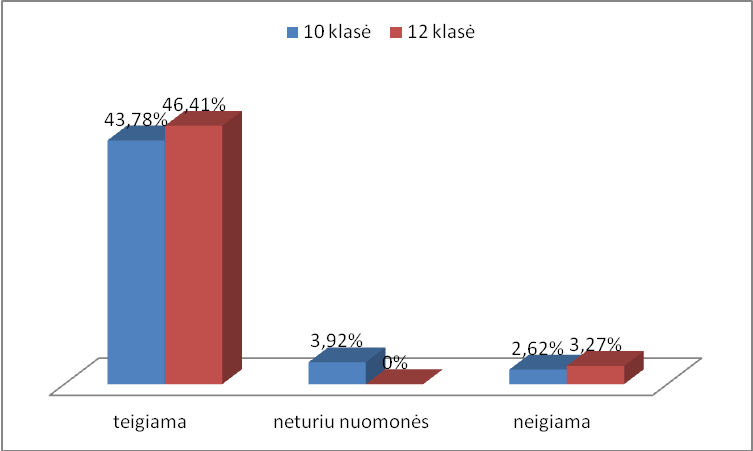 10 klasė 12 klasė
43,78% 46,41%
3,92% 0% 2,62% 3,27%
teigiama neturiu nuomonės neigiama